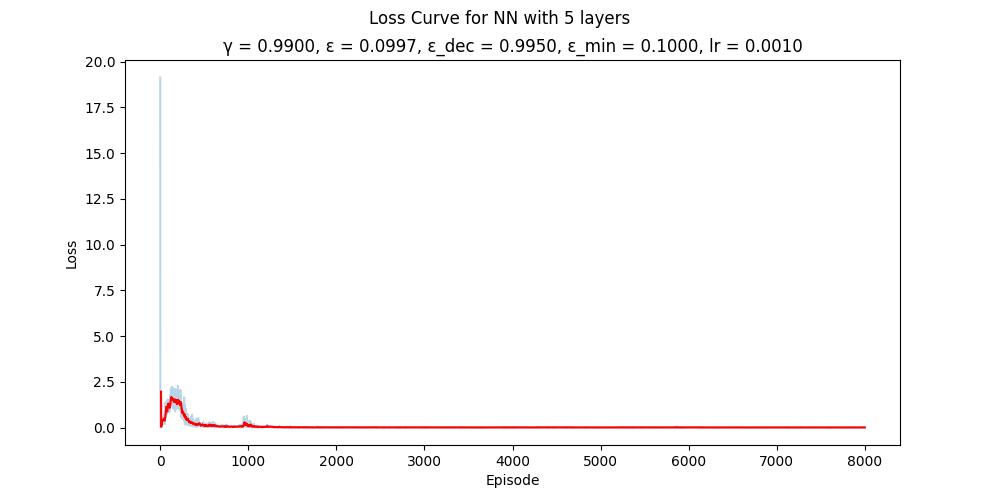 Loss Curve for NN with 5 layers
γ = 0.9900, ε = 0.0997, ε_dec = 0.9950, ε_min = 0.1000, lr = 0.0010
20.0
17.5
15.0
12.5
10.0
7.5
5.0
2.5
0.0
Loss
0 1000 2000 3000 4000 5000 6000 7000 8000
Episode